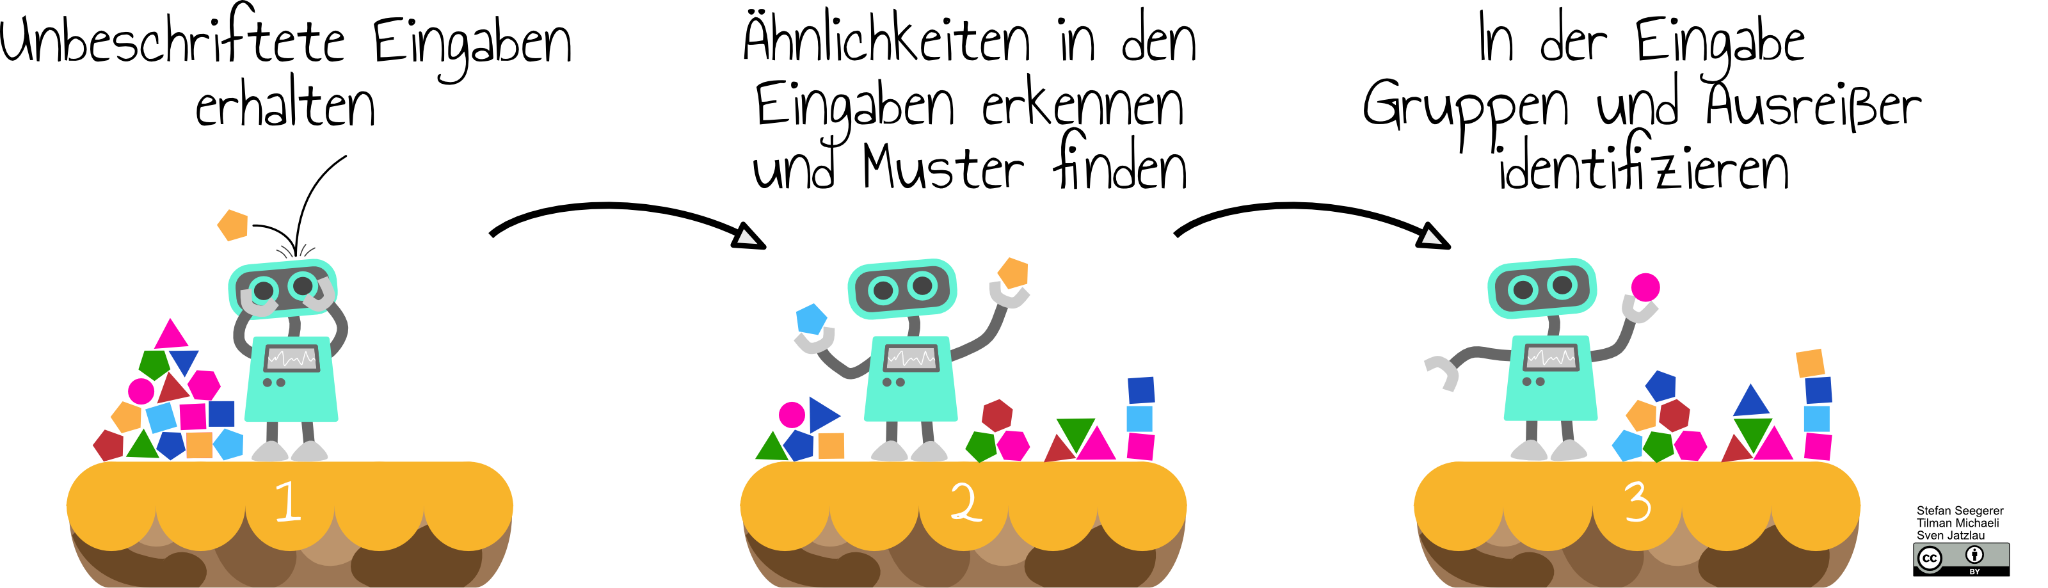 Unbeschriftete Eingaben
erhalten
Ähnlichkeiten in den
Eingaben erkennen
und Muster finden
In der Eingabe
Gruppen und Ausreißer
identifizieren
1
2
3
Stefan Seegerer
Tilman Michaeli
Sven Jatzlau
cc
BY